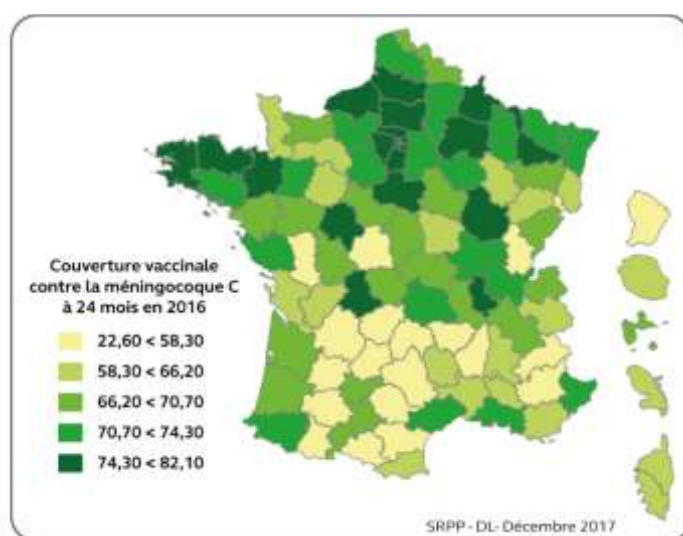 Couverture vaccinale
contre la méningocoque C
à 24 mois en 2016
22,60 < 58,30
58,30 < 66,20
66,20 < 70,70
70,70 < 74,30
74,30 < 82,10
SRPP - DL- Décembre 2017